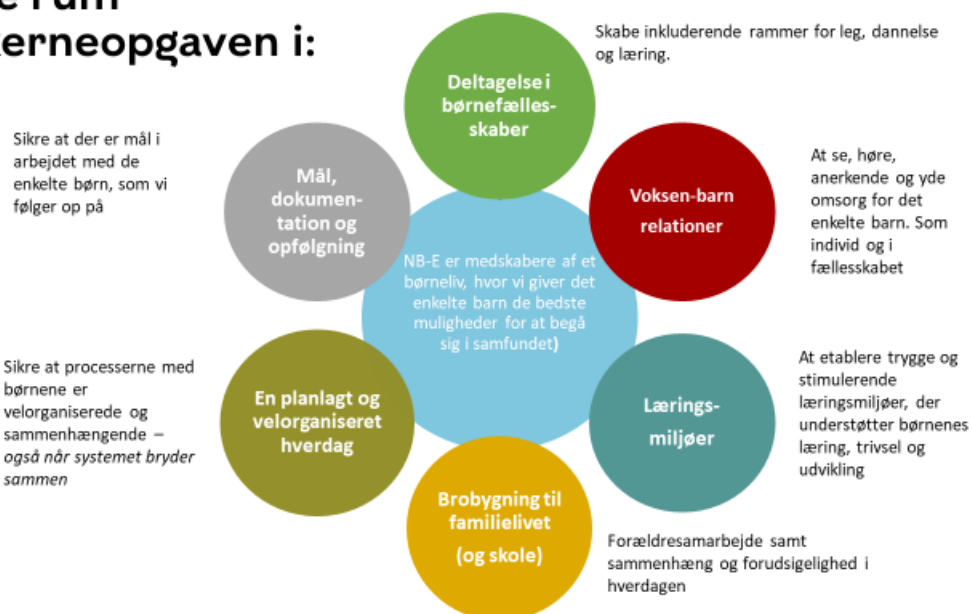 kerneopgaven i:
Deltagelse i
børnefælles-
skaber
Skabe inkluderende rammer for leg, dannelse
og læring.
Voksen-barn
relationer
At se, høre,
anerkende og yde
omsorg for det
enkelte barn. Som
individ og i
fællesskabet
Lærings-
miljøer
At etablere trygge og
stimulerende
læringsmiljøer, der
understøtter børnenes
læring, trivsel og
udvikling
Brobygning til
familielivet
(og skole)
Forældresamarbejde samt
sammenhæng og forudsigelighed i
hverdagen
En planlagt og
velorganiseret
hverdag
Sikre at processerne med
børnene er
velorganiserede og
sammenhængende –
også når systemet bryder
sammen
Mål,
dokumen-
tation og
opfølgning
Sikre at der er mål i
arbejdet med de
enkelte børn, som vi
følger op på
NB-E er medskabere af et
børneliv, hvor vi giver det
enkelte barn de bedste
muligheder for at begå
sig i samfundet)